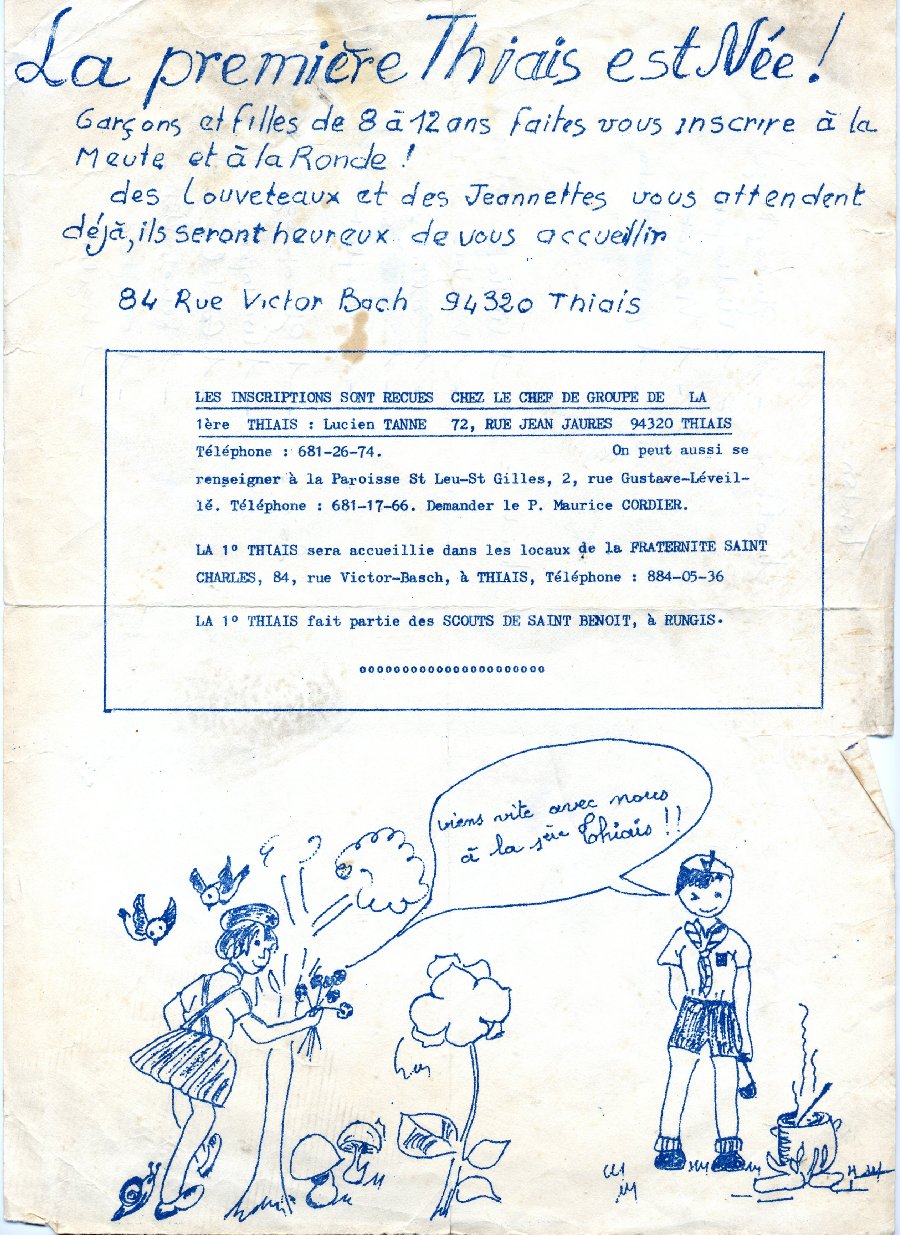 La première Thiais est Née !
Garçons et filles de 8 à 12 ans faites vous inscrire à la
Meute et à la Ronde !
des Louveteaux et des Jeannettes vous attendent
déjà, ils seront heureux de vous accueillir
84 Rue Victor Bach 94320 Thiais
LES INSCRIPTIONS SONT RECUES CHEZ LE CHEF DE GROUPE DE LA
1ère THIAIS : Lucien TANNE 72, RUE JEAN JAURES 94320 THIAIS
Téléphone : 681-26-74. On peut aussi se
renseigner à la Paroisse St Leu-St Gilles, 2, rue Gustave-Léveil-
lé. Téléphone : 681-17-66. Demander le P. Maurice CORDIER.
LA 1° THIAIS sera accueillie dans les locaux de la FRATERNITE SAINT
CHARLES, 84, rue Victor-Basch, à THIAIS, Téléphone : 884-05-36
LA 1° THIAIS fait partie des SCOUTS DE SAINT BENOIT, à RUNGIS.
oooooooooooooooooooooo
viens vite avec nous
à la 1ère Thiais !!